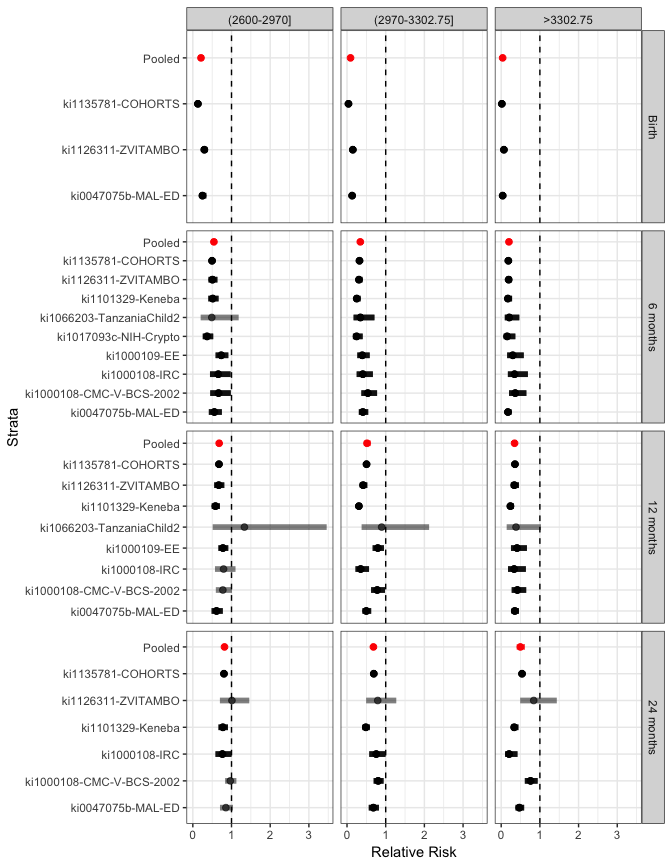 (2600-2970] (2970-3302.75] >3302.75
Pooled
ki1135781-COHORTS
ki1126311-ZVITAMBO
ki0047075b-MAL-ED
Birth
Pooled
ki1135781-COHORTS
ki1126311-ZVITAMBO
ki1101329-Keneba
ki1066203-TanzaniaChild2
ki1017093c-NIH-Crypto
ki1000109-EE
ki1000108-IRC
ki1000108-CMC-V-BCS-2002
ki0047075b-MAL-ED
6 months
Pooled
ki1135781-COHORTS
ki1126311-ZVITAMBO
ki1101329-Keneba
ki1066203-TanzaniaChild2
ki1000109-EE
ki1000108-IRC
ki1000108-CMC-V-BCS-2002
ki0047075b-MAL-ED
12 months
Pooled
ki1135781-COHORTS
ki1126311-ZVITAMBO
ki1101329-Keneba
ki1000108-IRC
ki1000108-CMC-V-BCS-2002
ki0047075b-MAL-ED
24 months
Strata
0 1 2 3 0 1 2 3 0 1 2 3
Relative Risk